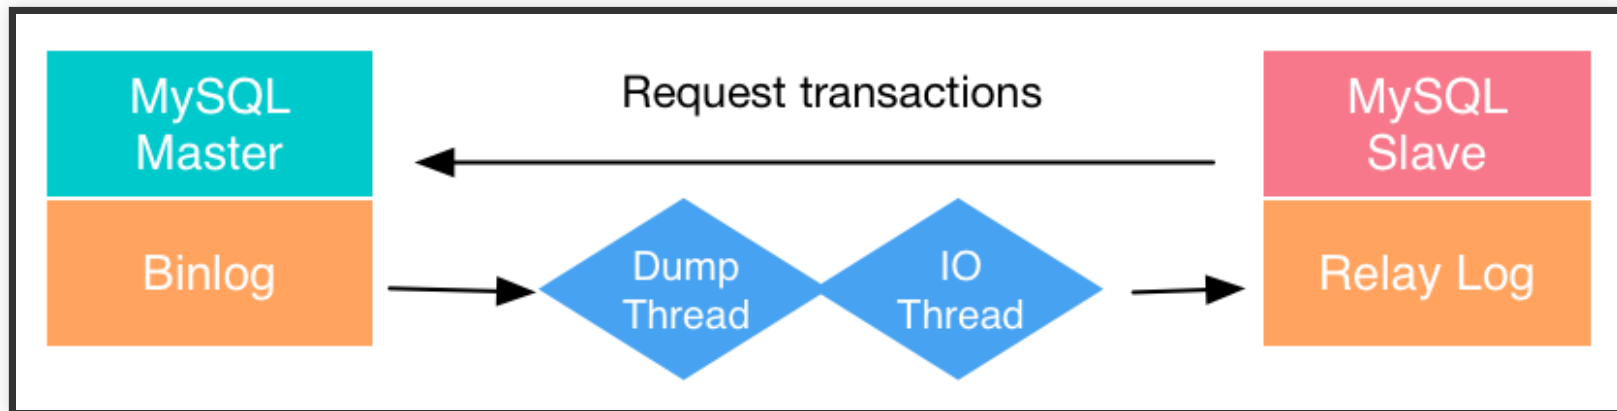 MySQL
Master
Request transactions
MySQL
Slave
Binlog
Dump
Thread
IO
Thread
Relay Log